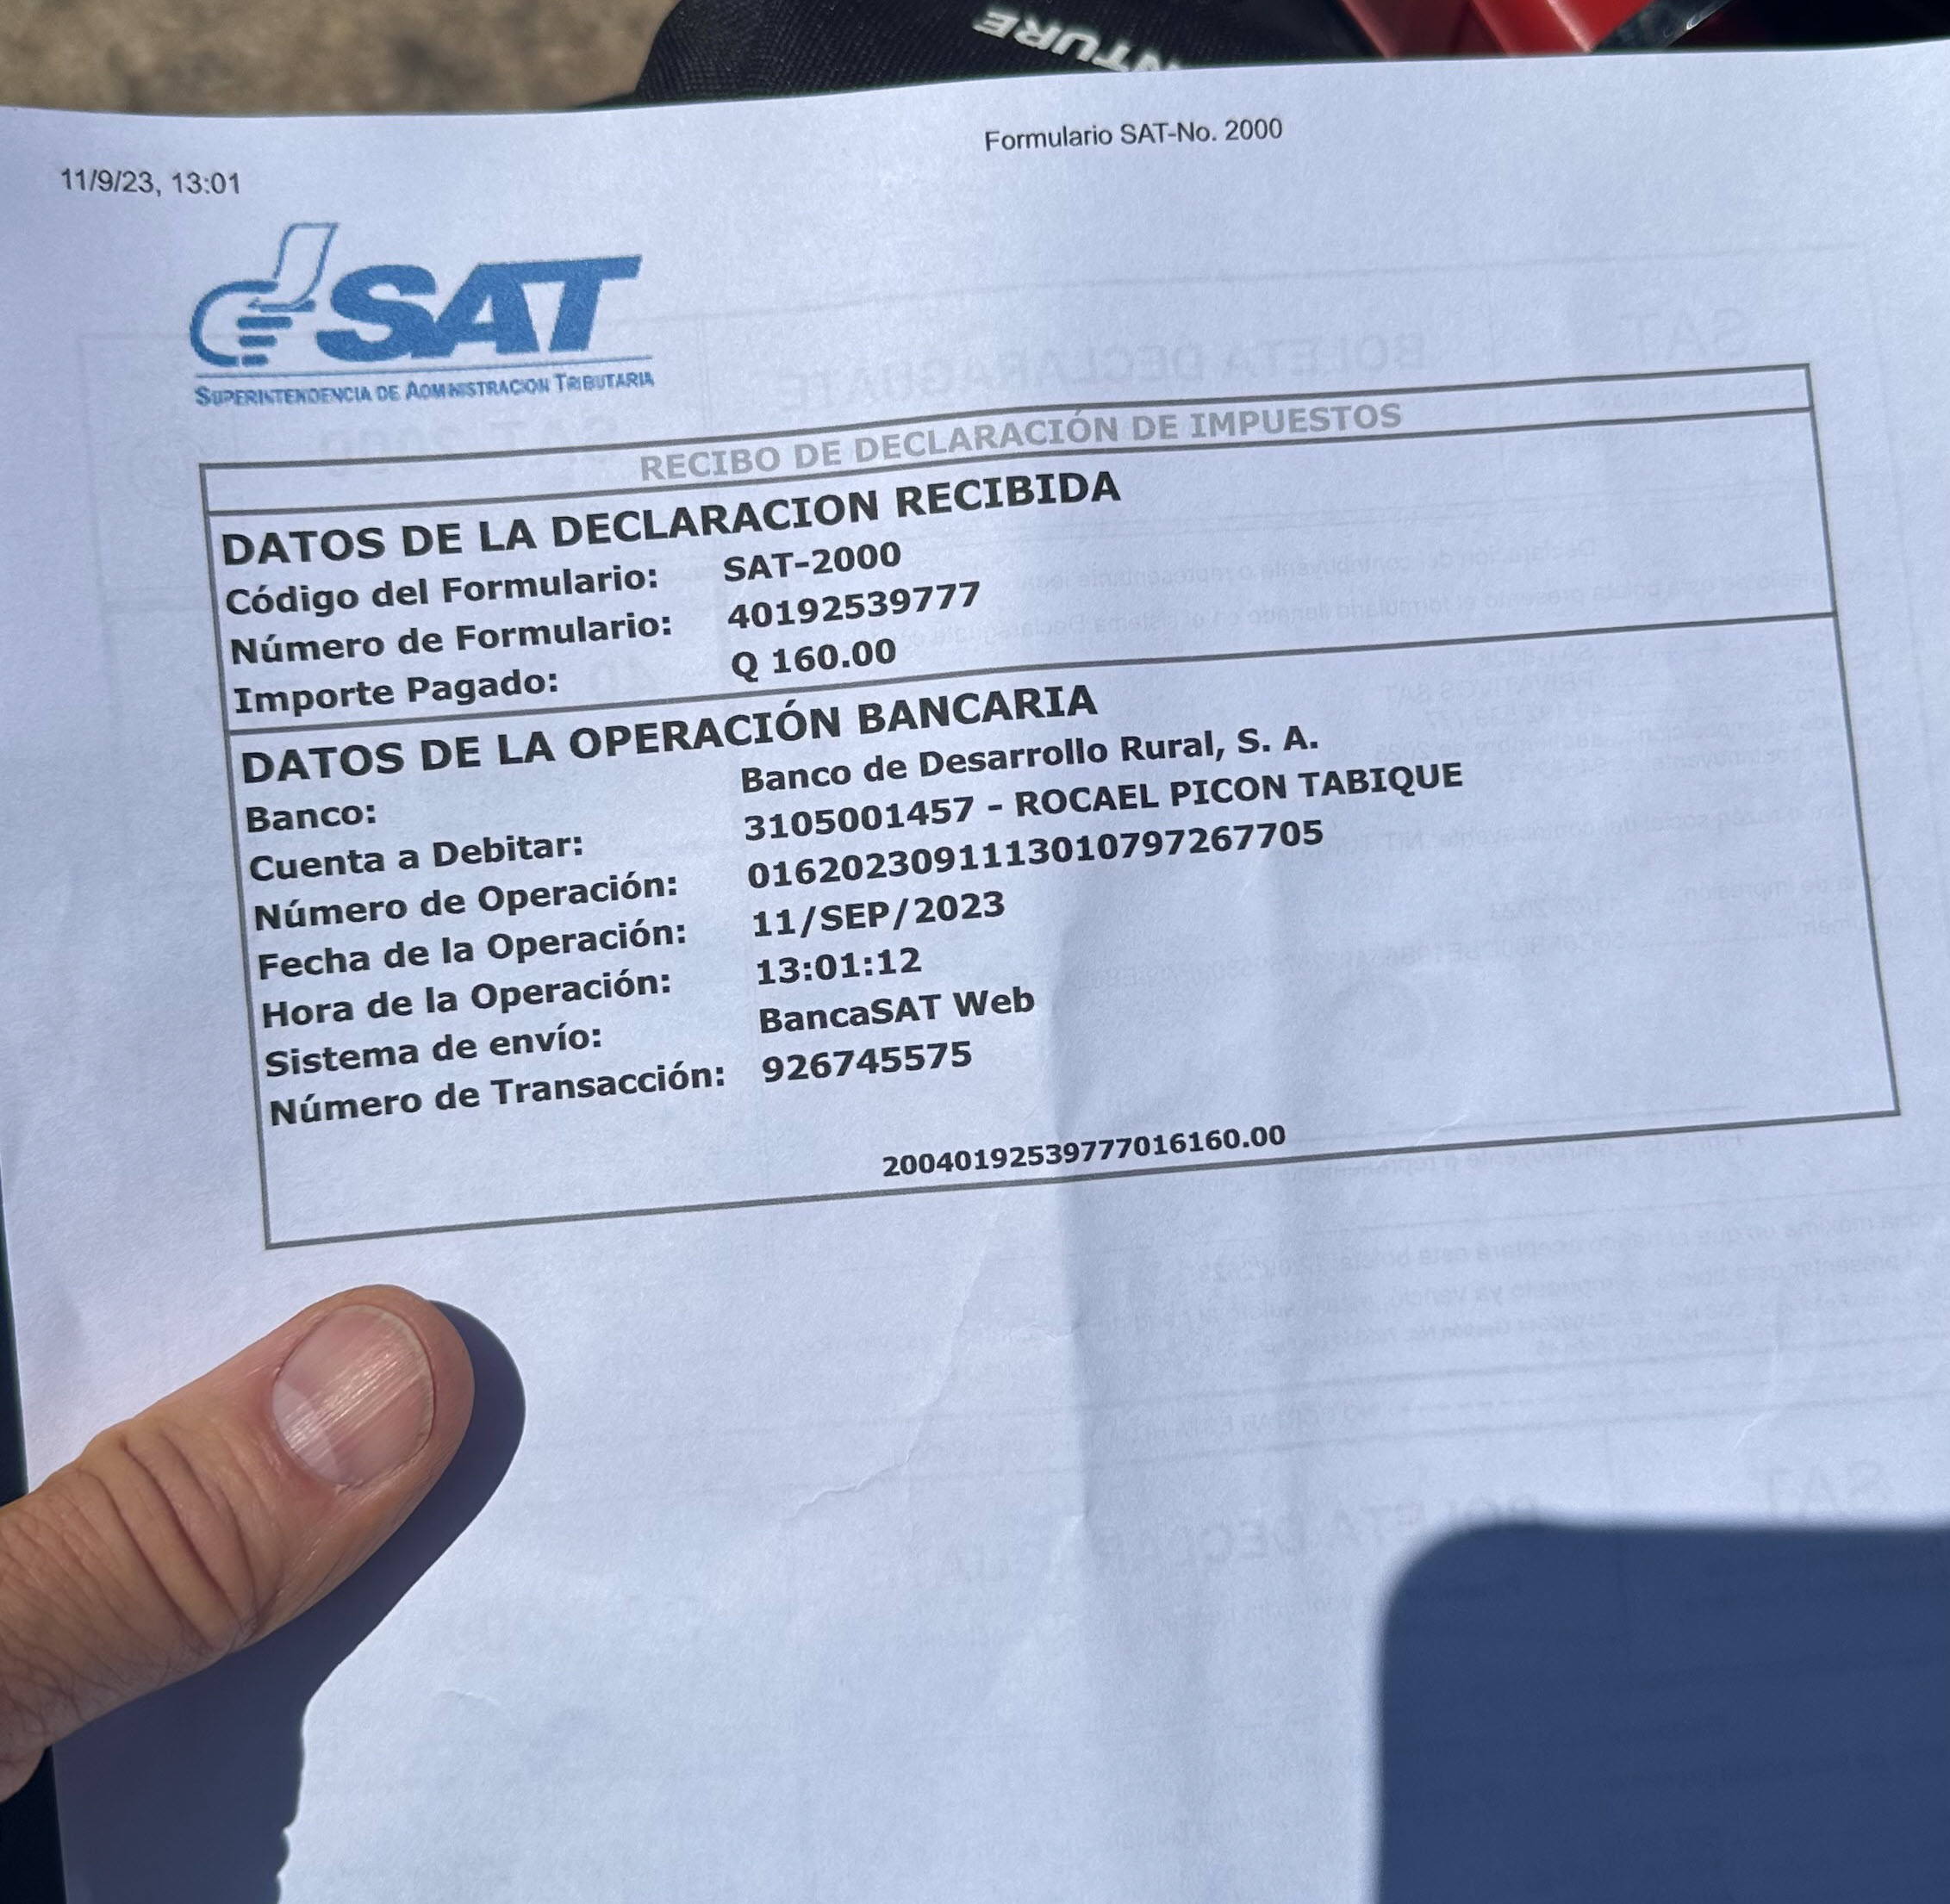 NTURE
11/9/23, 13:01
Formulario SAT-No. 2000
SAT
SUPERINTENDENCIA DE ADMINISTRACION TRIBUTARIA
RECIBO DE DECLARACIÓN DE IMPUESTOS
DATOS DE LA DECLARACION RECIBIDA
Código del Formulario: SAT-2000
Número de Formulario: 40192539777
Importe Pagado: Q 160.00
DATOS DE LA OPERACIÓN BANCARIA
Banco: Banco de Desarrollo Rural, S. A.
Cuenta a Debitar: 3105001457 - ROCAEL PICON TABIQUE
Número de Operación: 0162023091113010797267705
Fecha de la Operación: 11/SEP/2023
Hora de la Operación: 13:01:12
Sistema de envío: BancaSAT Web
Número de Transacción: 926745575
20040192539777016160.00